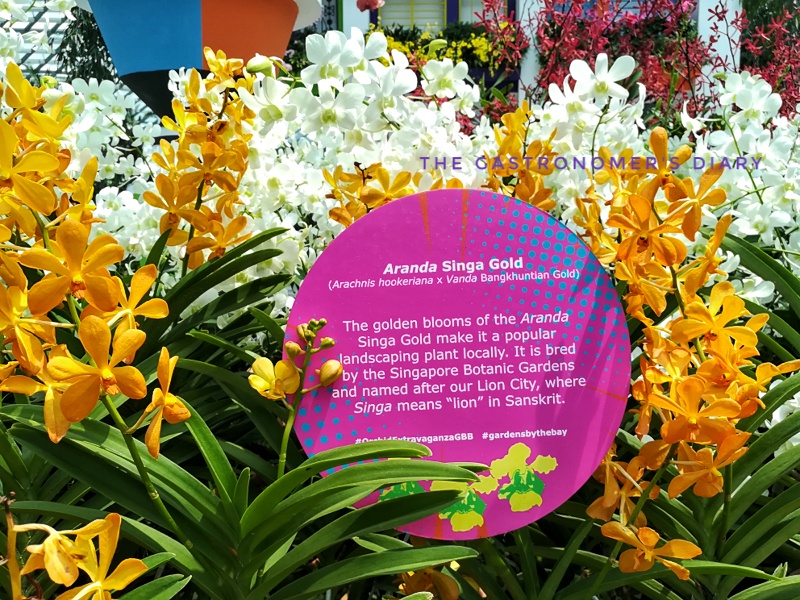 THE GASTRONOMER'S DIARY
Aranda Singa Gold
(Arachnis hookeriana x Vanda Bangkhuntian Gold)
The golden blooms of the Aranda
Singa Gold make it a popular
landscaping plant locally. It is bred
by the Singapore Botanic Gardens
and named after our Lion City, where
Singa means “lion” in Sanskrit.
#OrchidExtravaganzaGBB #gardensbythebay